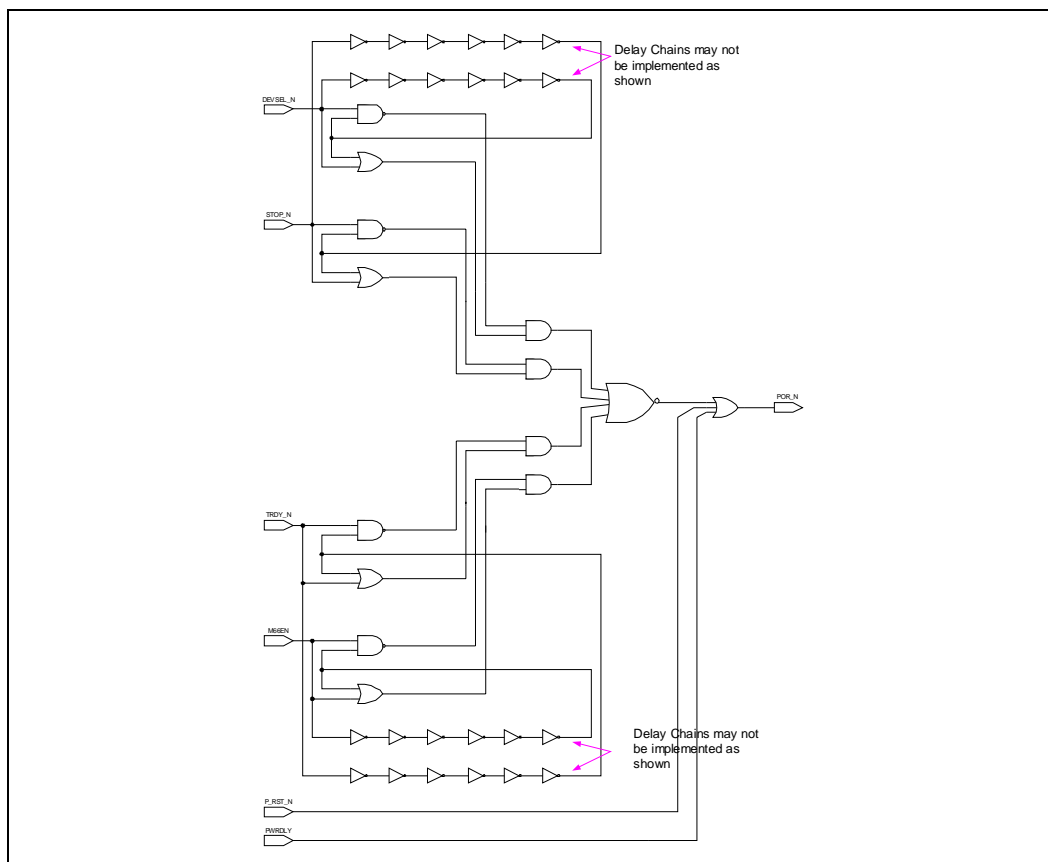 Delay Chains may not
be implemented as
shown
DEVSEL_N
STOP_N
POR_N
TRDY_N
M66EN
Delay Chains may not
be implemented as
shown
P_RST_N
PWRDLY